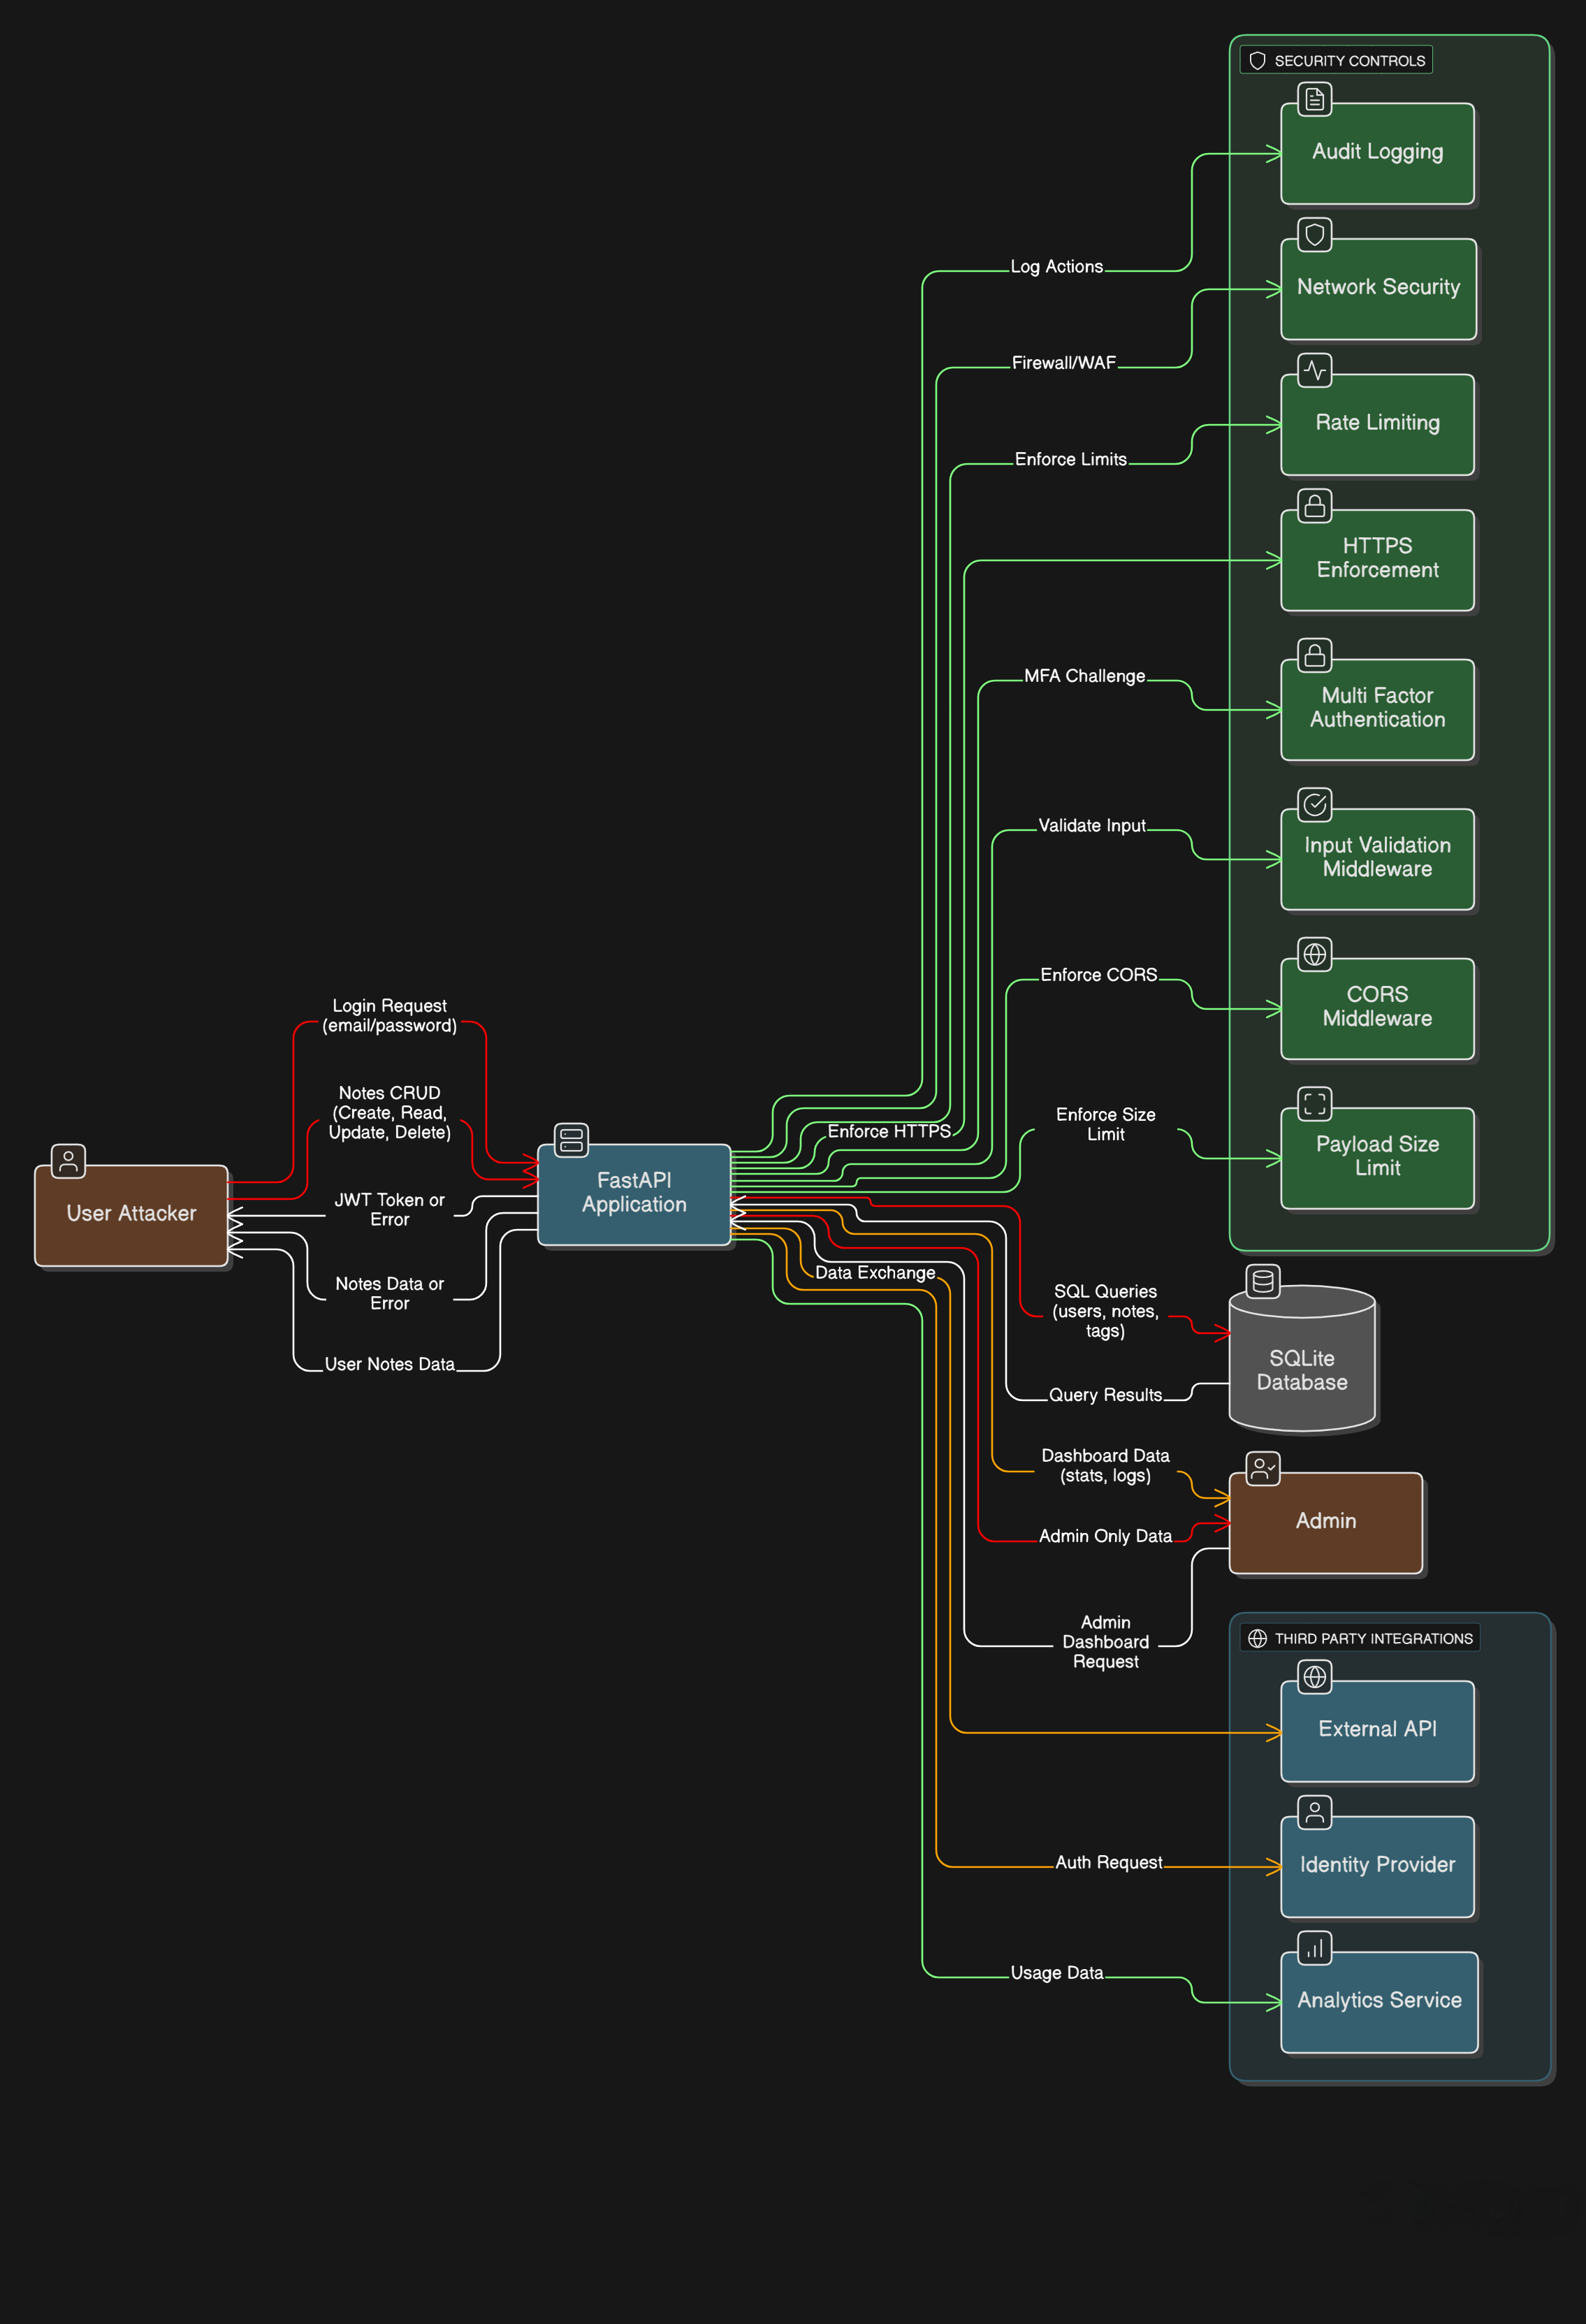 SECURITY CONTROLS
Audit Logging
Log Actions
Network Security
Firewall/WAF
Rate Limiting
Enforce Limits
HTTPS
Enforcement
MFA Challenge
Multi Factor
Authentication
Validate Input
Input Validation
Middleware
Enforce CORS
CORS
Middleware
Login Request
(email/password)
Notes CRUD
(Create, Read,
Update, Delete)
Enforce HTTPS
Enforce Size
Limit
Payload Size
Limit
User Attacker
FastAPI
Application
JWT Token or
Error
Notes Data or
Error
User Notes Data
Data Exchange
SQL Queries
(users, notes,
tags)
SQLite
Database
Query Results
Dashboard Data
(stats, logs)
Admin
Admin Only Data
Admin
Dashboard
Request
THIRD PARTY INTEGRATIONS
External API
Auth Request
Identity Provider
Usage Data
Analytics Service